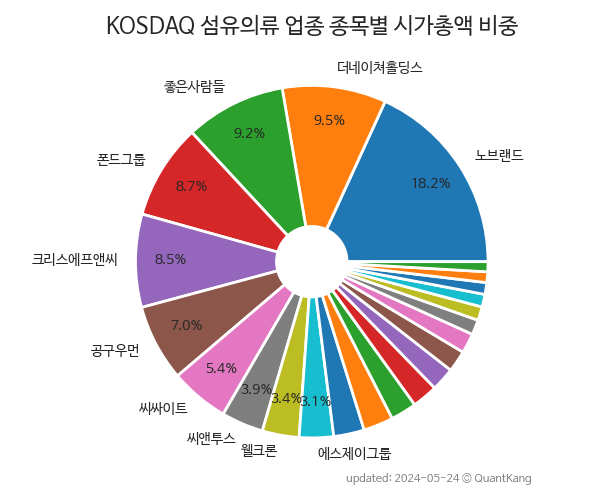 KOSDAQ 섬유의류 업종 종목별 시가총액 비중
더네이쳐홀딩스
좋은사람들
9.5%
9.2%
노브랜드
폰드그룹
18.2%
8.7%
크리스에프앤씨
8.5%
7.0%
공구우먼
5.4%
3.9%
3.4%
3.1%
씨싸이트
씨앤투스
웰크론
에스제이그룹
updated: 2024-05-24 © QuantKang